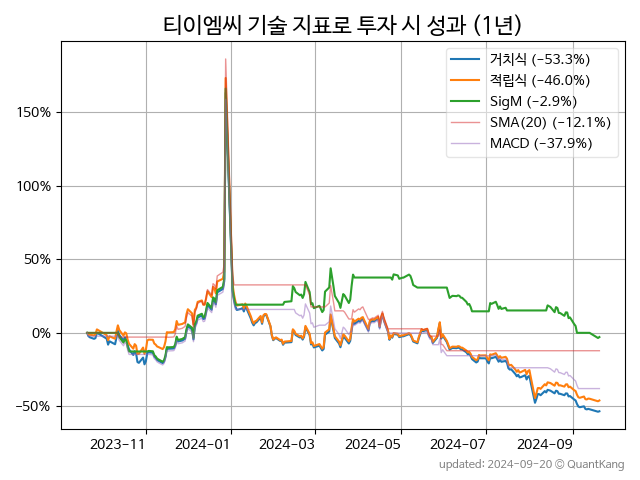 티이엠씨 기술 지표로 투자 시 성과 (1년)
거치식 (−53.3%)
적립식 (−46.0%)
SigM (−2.9%)
SMA(20) (−12.1%)
MACD (−37.9%)
150%
100%
50%
0%
−50%
2023-11 2024-01 2024-03 2024-05 2024-07 2024-09
updated: 2024-09-20 © QuantKang